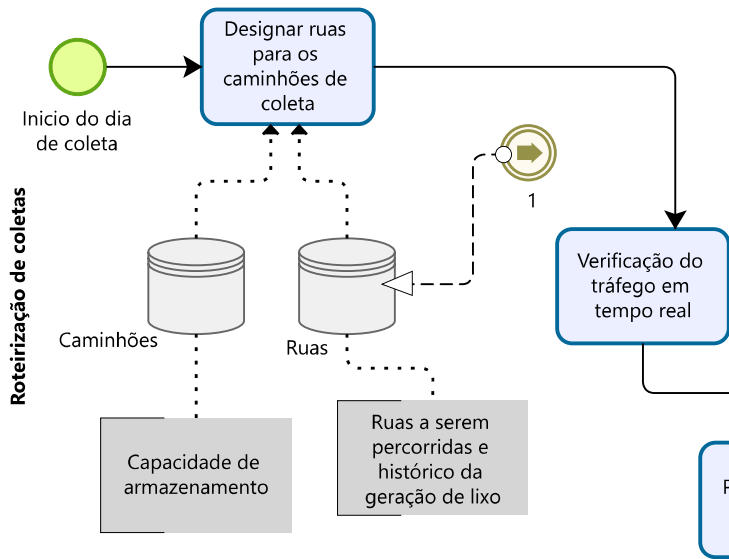 Designar ruas
para os
caminhões de
coleta
Inicio do dia
de coleta
1
Roteirização de coletas
Verificação do
tráfego em
tempo real
Caminhões
Ruas
Capacidade de
armazenamento
Ruas a serem
percorridas e
histórico da
geração de lixo